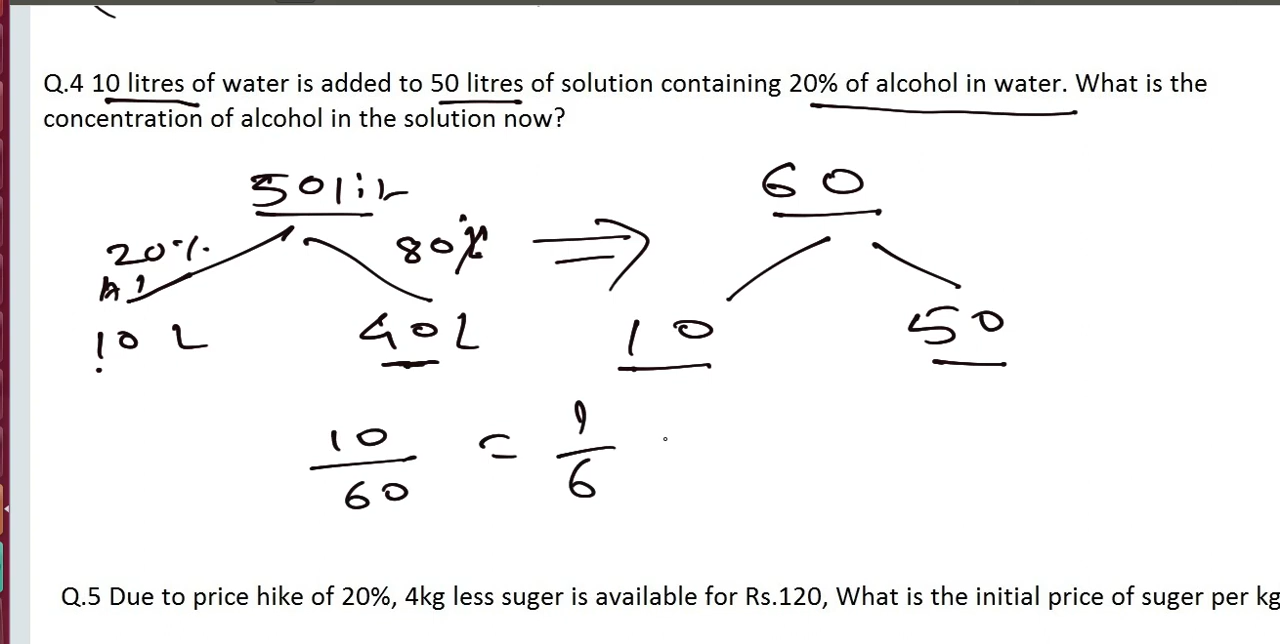 Q.4 10 litres of water is added to 50 litres of solution containing 20% of alcohol in water. What is the
concentration of alcohol in the solution now?
50lit 60
20% 80%
Al
10 L 40L 10 50
10/60 = 1/6
Q.5 Due to price hike of 20%, 4kg less suger is available for Rs.120, What is the initial price of suger per kg